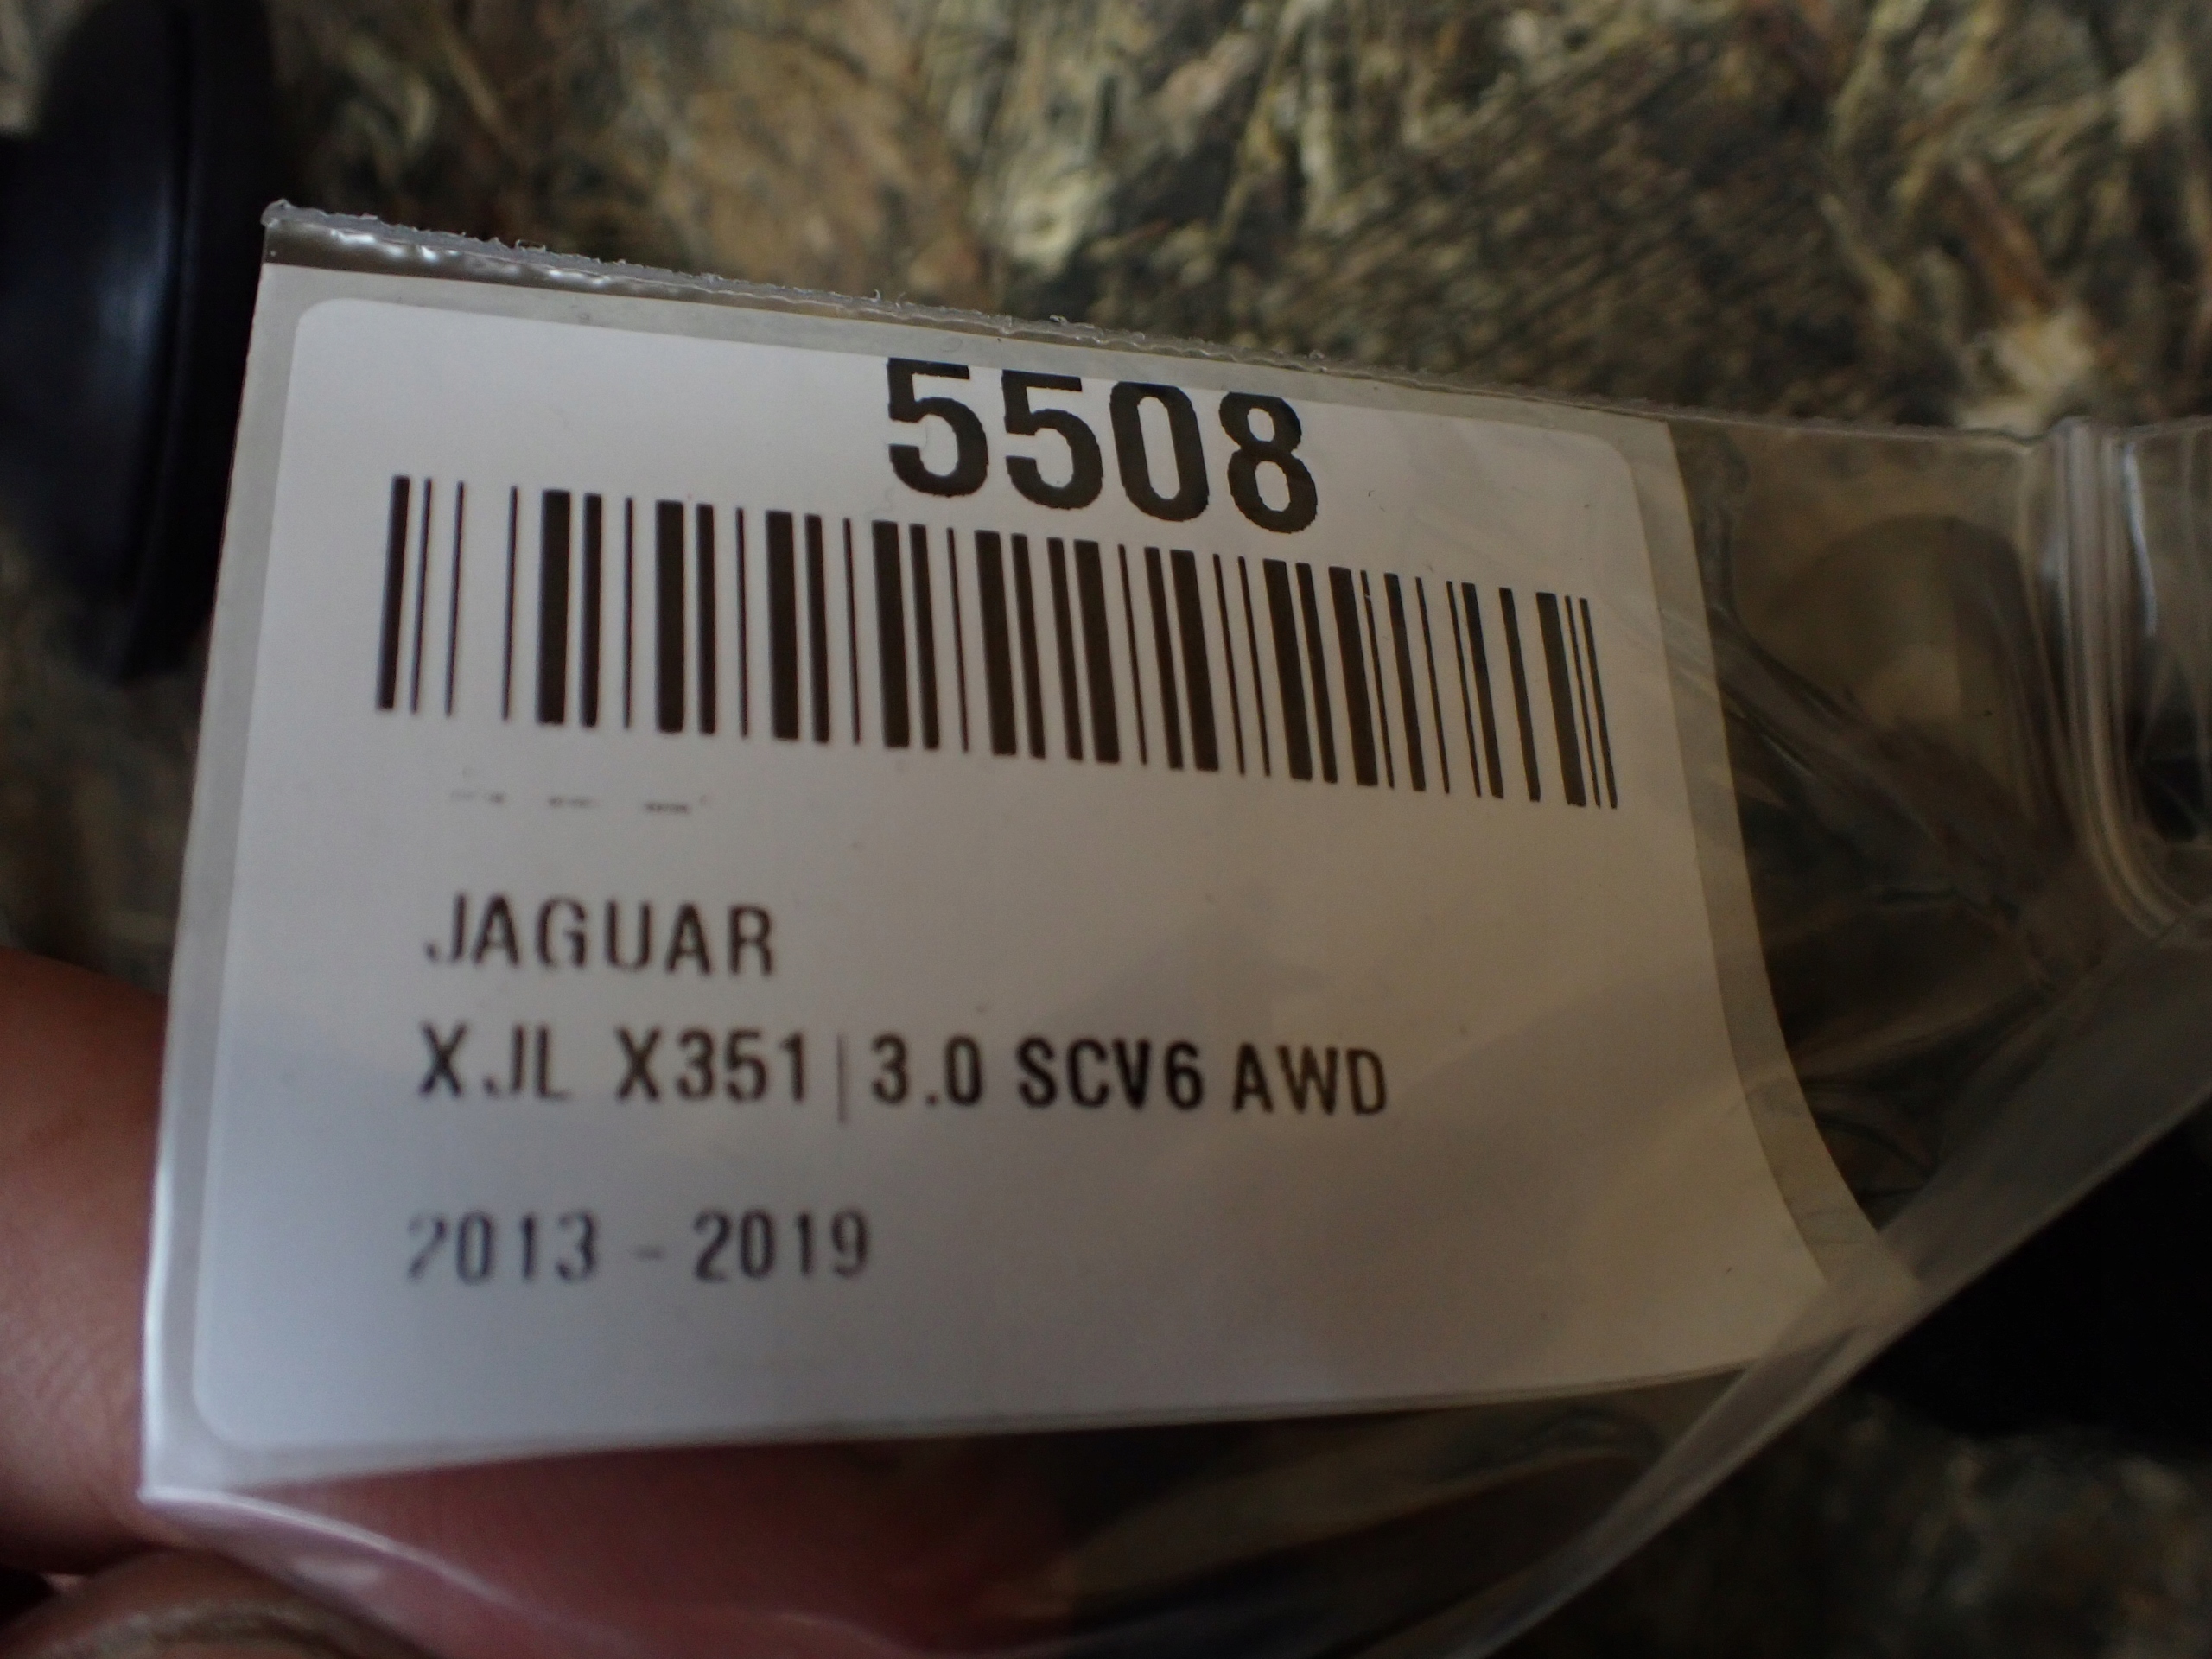 5508
JAGUAR
XJL X351 | 3.0 SCV6 AWD
2013 - 2019